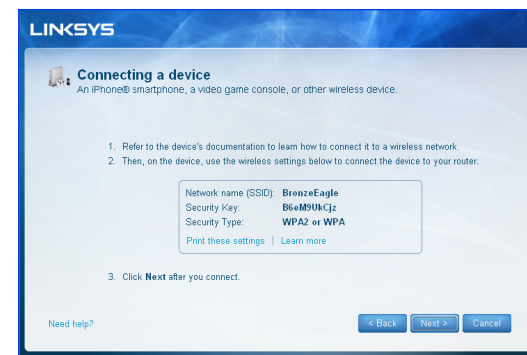 LINKSYS
Connecting a device
An iPhone® smartphone, a video game console, or other wireless device.
1. Refer to the device's documentation to learn how to connect it to a wireless network.
2. Then, on the device, use the wireless settings below to connect the device to your router.
Network name (SSID): BronzeEagle
Security Key: B6eM9UkCjz
Security Type: WPA2 or WPA
Print these settings | Learn more
3. Click Next after you connect.
Need help? < Back Next > Cancel